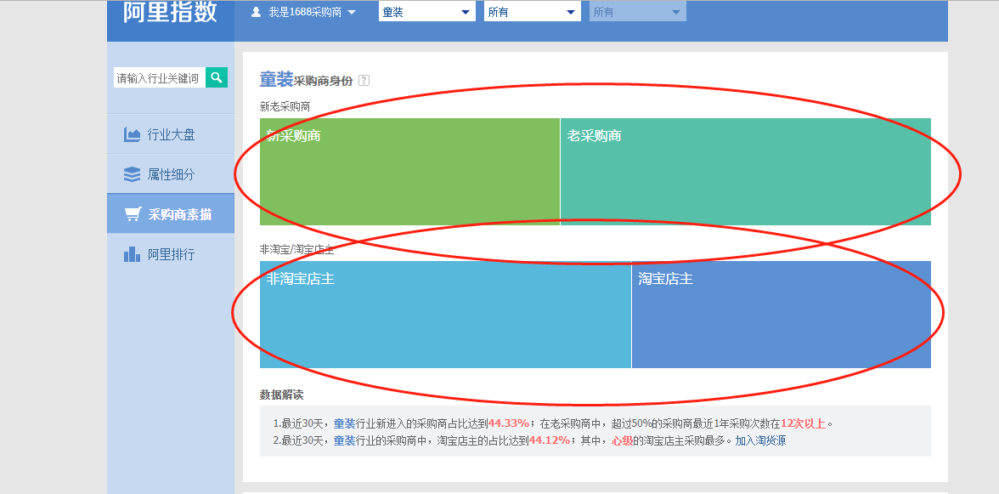 阿里指数
我是1688采购商
童装
所有
所有
请输入行业关键词
行业大盘
属性细分
采购商素描
阿里排行
童装采购商身份 ?
新老采购商
新采购商
老采购商
非淘宝/淘宝店主
非淘宝店主
淘宝店主
数据解读
1.最近30天，童装行业新进入的采购商占比达到44.33%；在老采购商中，超过50%的采购商最近1年采购次数在12次以上。
2.最近30天，童装行业的采购商中，淘宝店主的占比达到44.12%；其中，心级的淘宝店主采购最多。加入淘货源